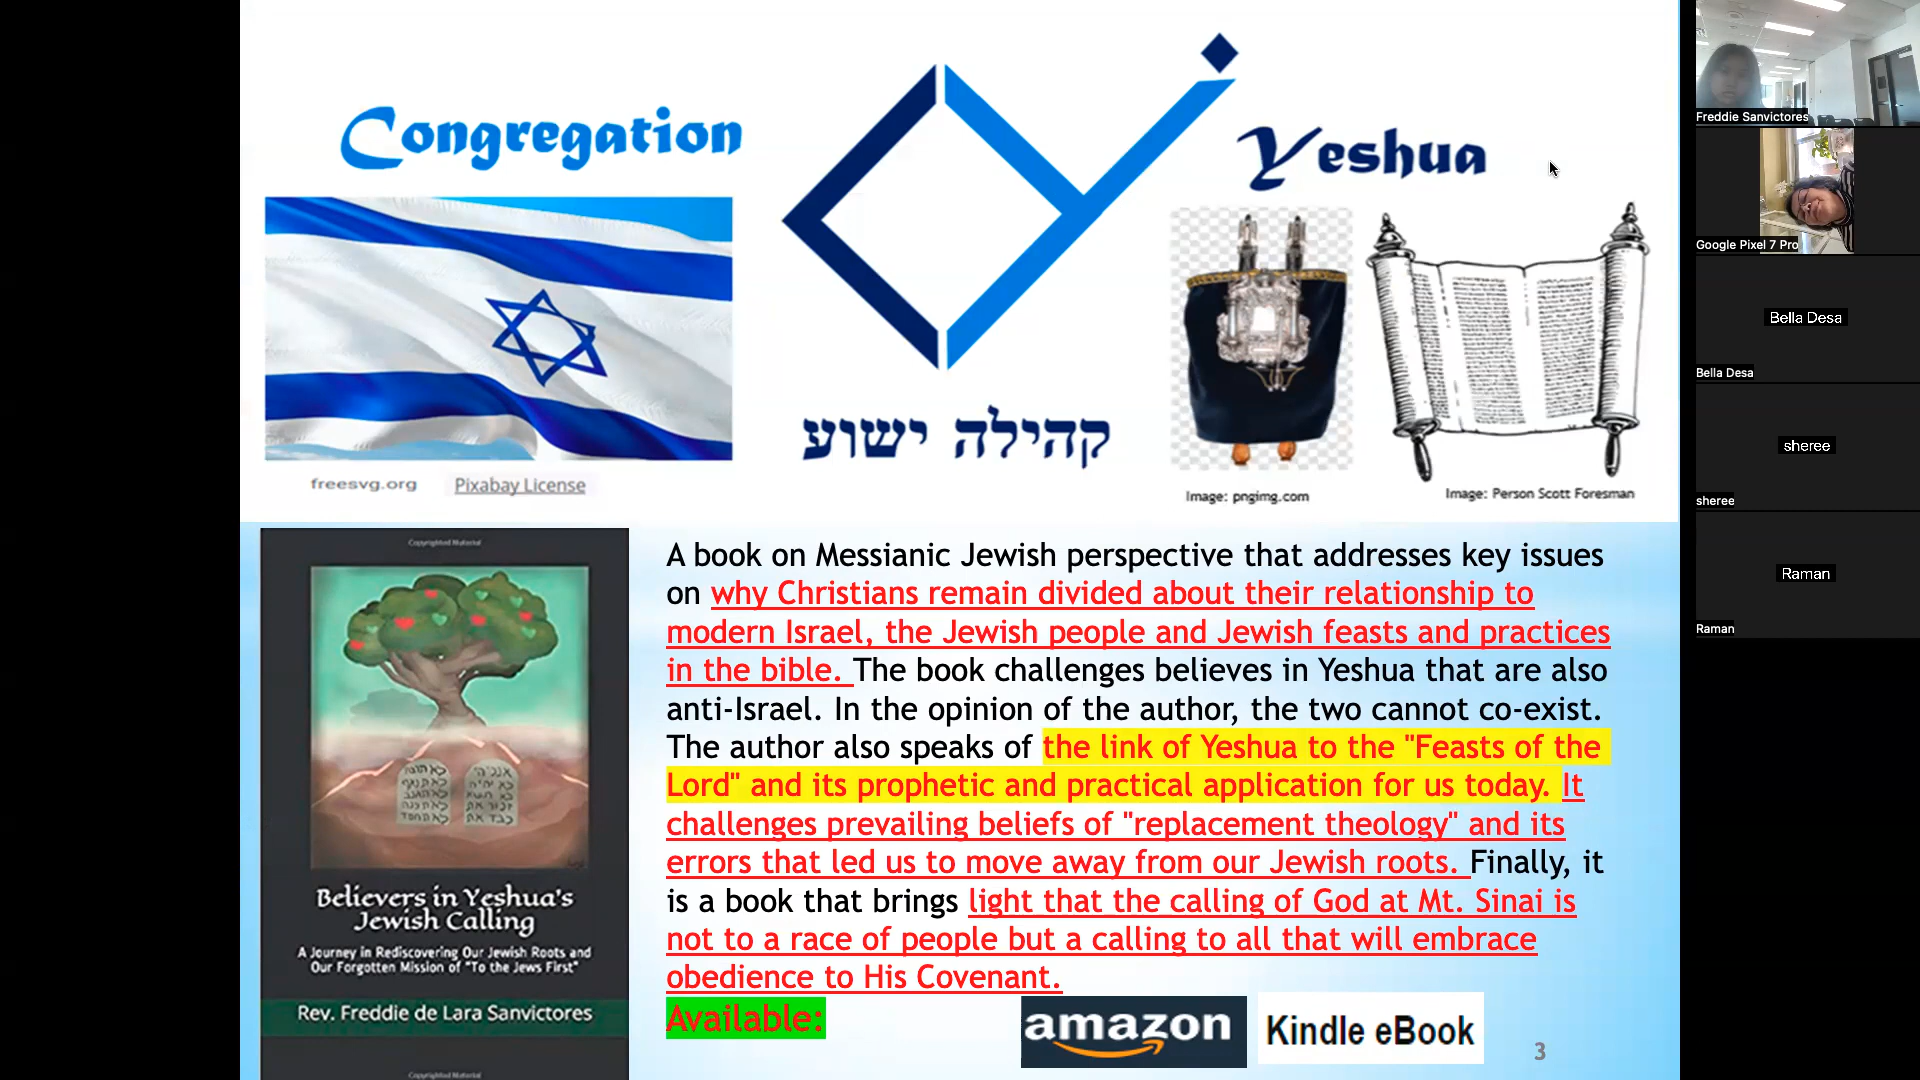 Congregation
Yeshua
קהילה ישוע
freesvg.org
Pixabay License
Image: pngimg.com
Image: Person Scott Foresman
Copyrighted Material
Believers in Yeshua's
Jewish Calling
A Journey in Rediscovering Our Jewish Roots and
Our Forgotten Mission of "To the Jews First"
Rev. Freddie de Lara Sanvictores
Copyrighted Material
A book on Messianic Jewish perspective that addresses key issues
on why Christians remain divided about their relationship to
modern Israel, the Jewish people and Jewish feasts and practices
in the bible. The book challenges believes in Yeshua that are also
anti-Israel. In the opinion of the author, the two cannot co-exist.
The author also speaks of the link of Yeshua to the "Feasts of the
Lord" and its prophetic and practical application for us today. It
challenges prevailing beliefs of "replacement theology" and its
errors that led us to move away from our Jewish roots. Finally, it
is a book that brings light that the calling of God at Mt. Sinai is
not to a race of people but a calling to all that will embrace
obedience to His Covenant.
Available:
amazon
Kindle eBook
3
Freddie Sanvictores
Google Pixel 7 Pro
Bella Desa
Bella Desa
sheree
sheree
Raman
Raman